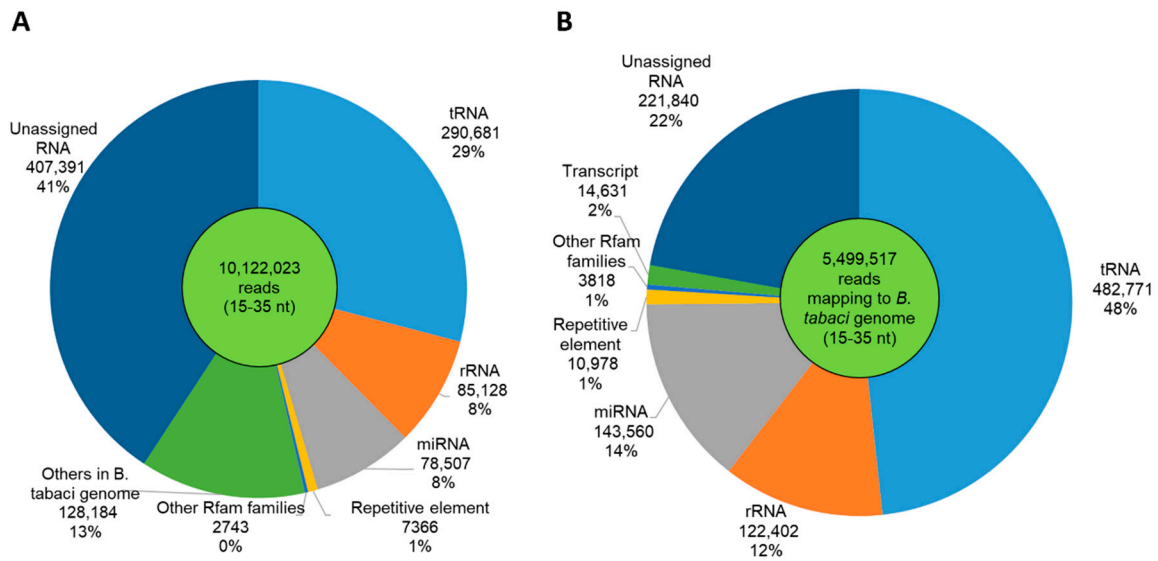 A
Unassigned
RNA
407,391
41%
tRNA
290,681
29%
10,122,023
reads
(15-35 nt)
rRNA
85,128
8%
miRNA
78,507
8%
Repetitive element
7366
1%
Other Rfam families
2743
0%
Others in B.
tabaci genome
128,184
13%
B
Unassigned
RNA
221,840
22%
Transcript
14,631
2%
Other Rfam
families
3818
1%
Repetitive
element
10,978
1%
miRNA
143,560
14%
rRNA
122,402
12%
5,499,517
reads
mapping to B.
tabaci genome
(15-35 nt)
tRNA
482,771
48%